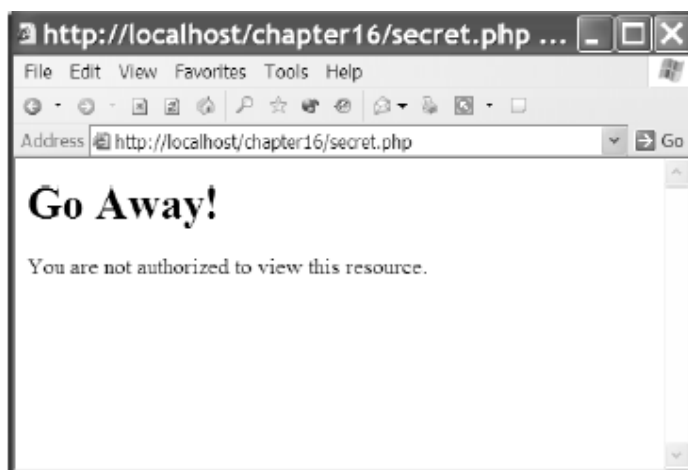 http://localhost/chapter16/secret.php ...
File Edit View Favorites Tools Help
Address http://localhost/chapter16/secret.php Go
Go Away!
You are not authorized to view this resource.